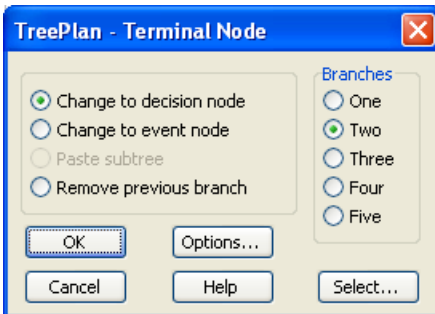 TreePlan - Terminal Node
Change to decision node
Change to event node
Paste subtree
Remove previous branch
Branches
One
Two
Three
Four
Five
OK
Options...
Cancel
Help
Select...